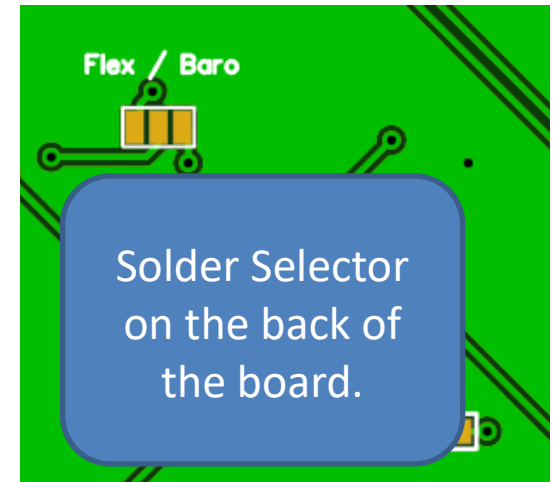 Flex / Baro
Solder Selector
on the back of
the board.